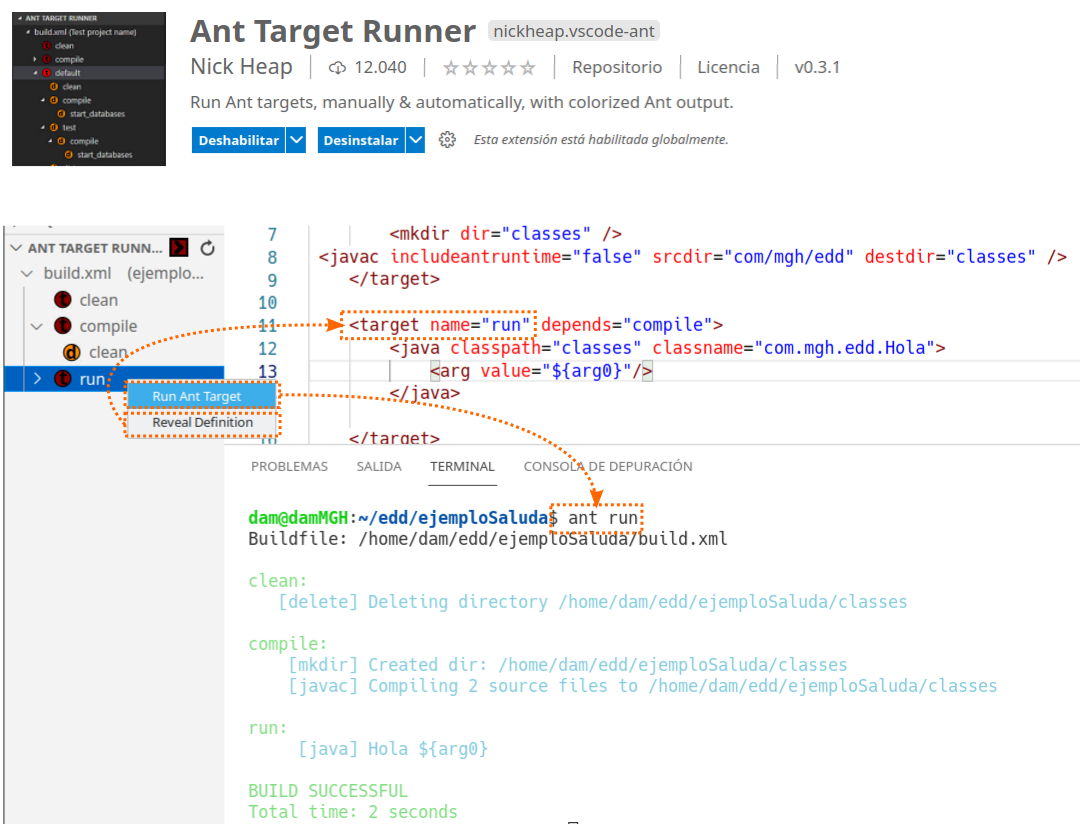 ANT TARGET RUNNER
build.xml (Test project name)
clean
compile
default
clean
compile
start_databases
test
compile
start_databases
Ant Target Runner nickheap.vscode-ant
Nick Heap 12.040 Repositorio Licencia v0.3.1
Run Ant targets, manually & automatically, with colorized Ant output.
Deshabilitar Desinstalar Esta extensión está habilitada globalmente.
ANT TARGET RUNN...
build.xml (ejemplo...
clean
compile
clean
run
Run Ant Target
Reveal Definition
7 <mkdir dir="classes" />
8 <javac includeantruntime="false" srcdir="com/mgh/edd" destdir="classes" />
9 </target>
10
11 <target name="run" depends="compile">
12 <java classpath="classes" classname="com.mgh.edd.Hola">
13 <arg value="${arg0}"/>
</java>
</target>
PROBLEMAS SALIDA TERMINAL CONSOLA DE DEPURACIÓN
dam@damMGH:~/edd/ejemploSaluda$ ant run
Buildfile: /home/dam/edd/ejemploSaluda/build.xml
clean:
[delete] Deleting directory /home/dam/edd/ejemploSaluda/classes
compile:
[mkdir] Created dir: /home/dam/edd/ejemploSaluda/classes
[javac] Compiling 2 source files to /home/dam/edd/ejemploSaluda/classes
run:
[java] Hola ${arg0}
BUILD SUCCESSFUL
Total time: 2 seconds